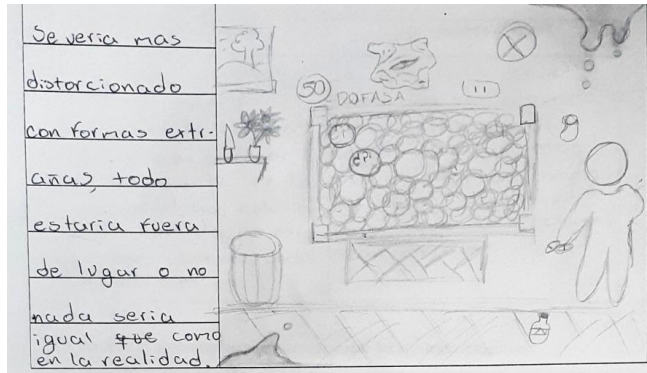 Se veria mas
distorcionado
con formas extr-
añas, todo
estaria fuera
de lugar o no
nada seria
igual que como
en la realidad.
50
DOFASA
11